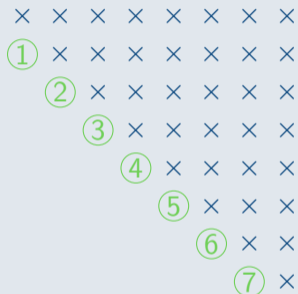 × × × × × × × ×
① × × × × × × ×
② × × × × × ×
③ × × × × ×
④ × × × ×
⑤ × × ×
⑥ × ×
⑦ ×